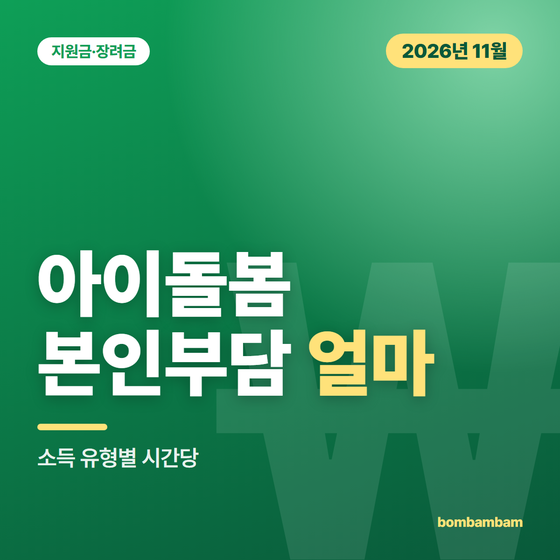 지원금·장려금
2026년 11월
아이돌봄
본인부담 얼마
소득 유형별 시간당
bombambam